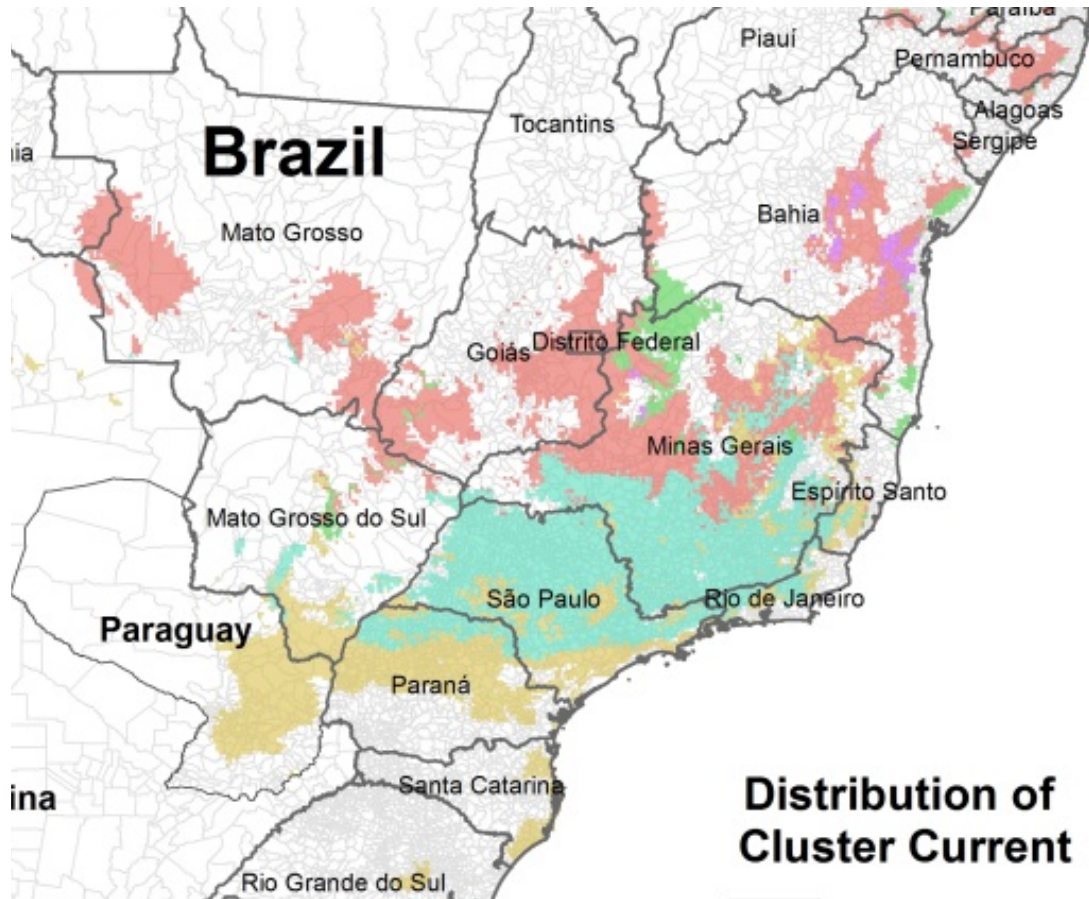 Paraíba
Piauí
Pernambuco
Alagoas
Tocantins
Sergipe
Brazil
ia
Bahia
Mato Grosso
Distrito Federal
Goiás
Minas Gerais
Espírito Santo
Mato Grosso do Sul
São Paulo
Rio de Janeiro
Paraguay
Paraná
Santa Catarina
ina
Distribution of
Cluster Current
Rio Grande do Sul